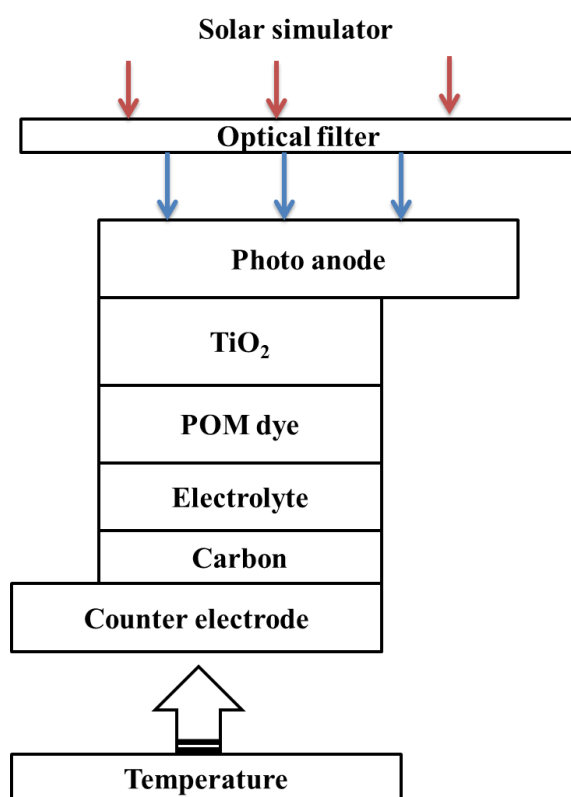 Solar simulator
Optical filter
Photo anode
TiO₂
POM dye
Electrolyte
Carbon
Counter electrode
Temperature